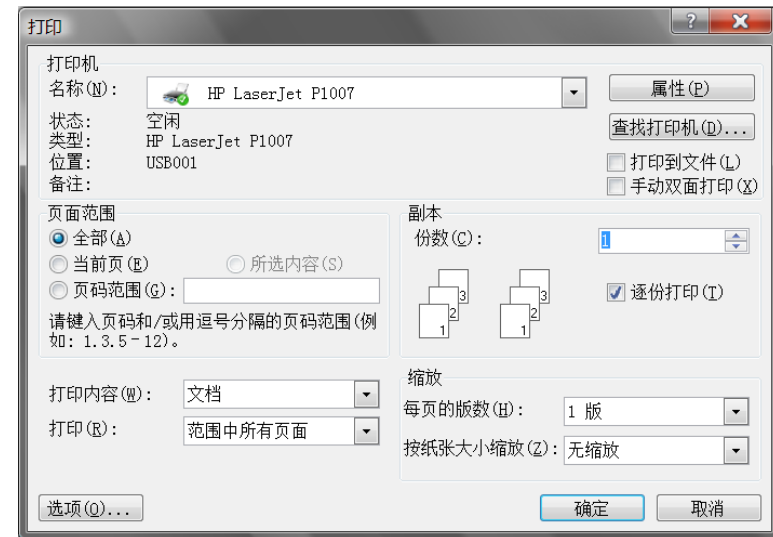 打印
打印机
名称(N): HP LaserJet P1007 属性(P)
状态: 空闲 查找打印机(D)...
类型: HP LaserJet P1007
位置: USB001 打印到文件(L)
备注: 手动双面打印(X)
页面范围
全部(A)
当前页(E) 所选内容(S)
页码范围(G):
请键入页码和/或用逗号分隔的页码范围(例
如: 1.3.5-12)。
副本
份数(C): 1
3 3
2 2
1 1
逐份打印(T)
打印内容(W): 文档
打印(R): 范围中所有页面
缩放
每页的版数(H): 1 版
按纸张大小缩放(Z): 无缩放
选项(O)... 确定 取消